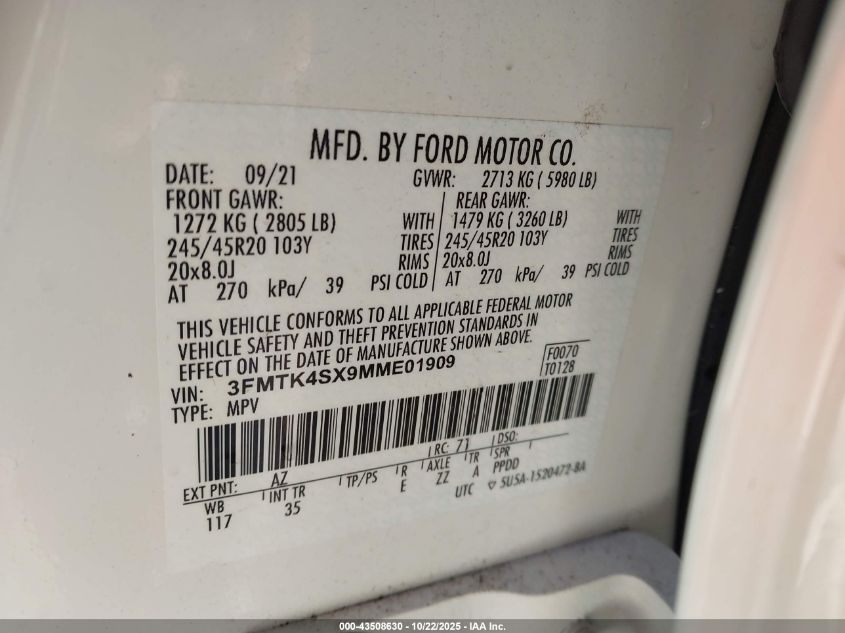 MFD. BY FORD MOTOR CO.
DATE: 09/21 GVWR: 2713 KG ( 5980 LB)
FRONT GAWR: REAR GAWR:
1272 KG ( 2805 LB) WITH 1479 KG ( 3260 LB) WITH
245/45R20 103Y TIRES 245/45R20 103Y TIRES
20x8.0J RIMS 20x8.0J RIMS
AT 270 kPa/ 39 PSI COLD AT 270 kPa/ 39 PSI COLD
THIS VEHICLE CONFORMS TO ALL APPLICABLE FEDERAL MOTOR
VEHICLE SAFETY AND THEFT PREVENTION STANDARDS IN
EFFECT ON THE DATE OF MANUFACTURE SHOWN ABOVE.
VIN: 3FMTK4SX9MME01909 F0070
TYPE: MPV T0128
EXT PNT: AZ RC: 71 DSO:
WB INT TR TP/PS R AXLE TR SPR
117 35 E ZZ A PPDD
UTC 5U5A-1520472-BA
000-43508630 - 10/22/2025 - IAA Inc.